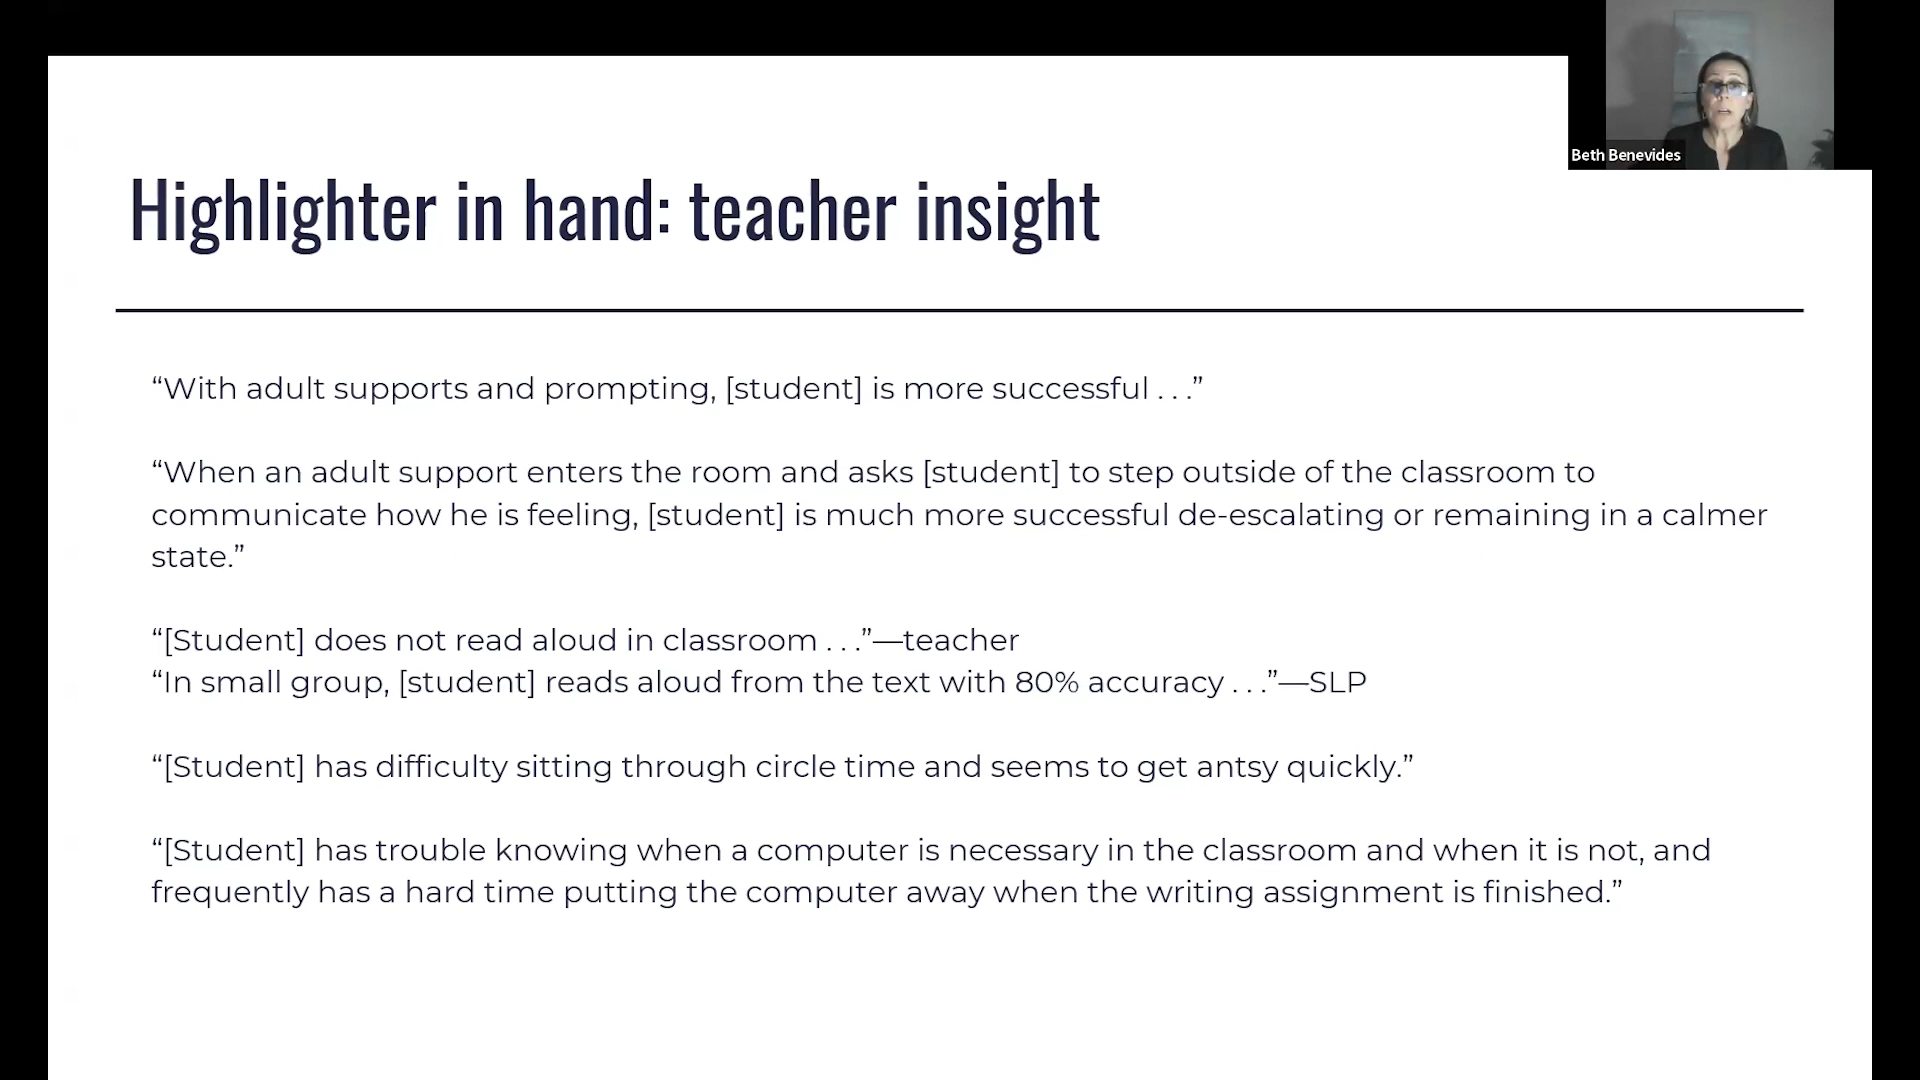 Beth Benevides
Highlighter in hand: teacher insight
“With adult supports and prompting, [student] is more successful . . .”
“When an adult support enters the room and asks [student] to step outside of the classroom to
communicate how he is feeling, [student] is much more successful de-escalating or remaining in a calmer
state.”
“[Student] does not read aloud in classroom . . .”—teacher
“In small group, [student] reads aloud from the text with 80% accuracy . . .”—SLP
“[Student] has difficulty sitting through circle time and seems to get antsy quickly.”
“[Student] has trouble knowing when a computer is necessary in the classroom and when it is not, and
frequently has a hard time putting the computer away when the writing assignment is finished.”